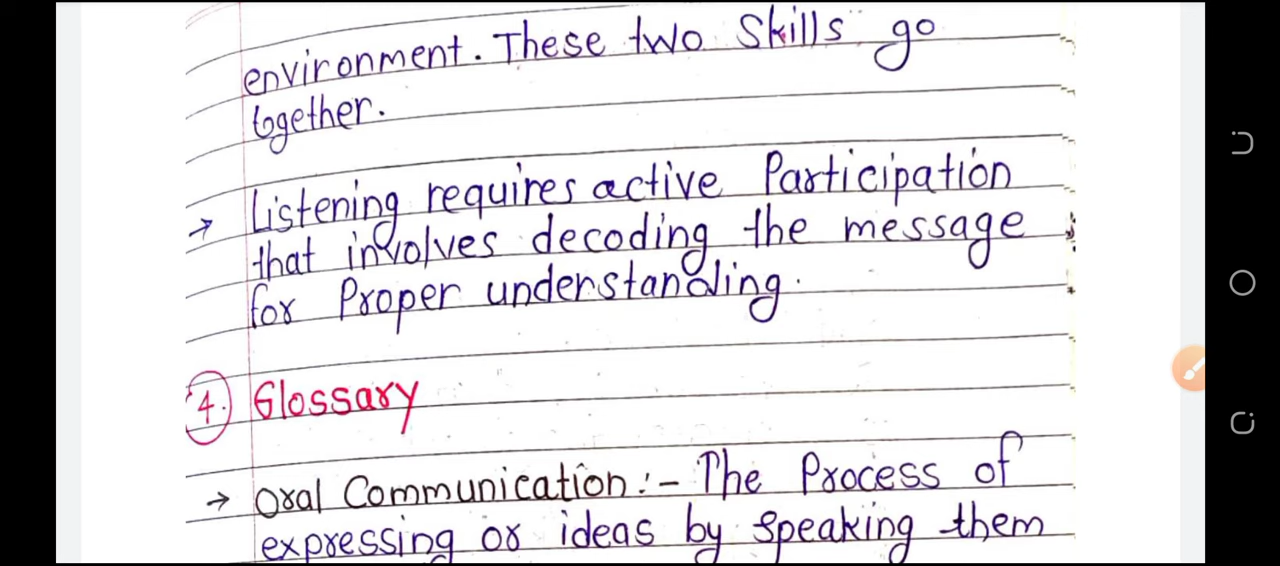 environment. These two Skills go
together.
→ Listening requires active Participation
that involves decoding the message
for Proper understanding.
4. Glossary
→ Oral Communication :- The Process of
expressing or ideas by speaking them